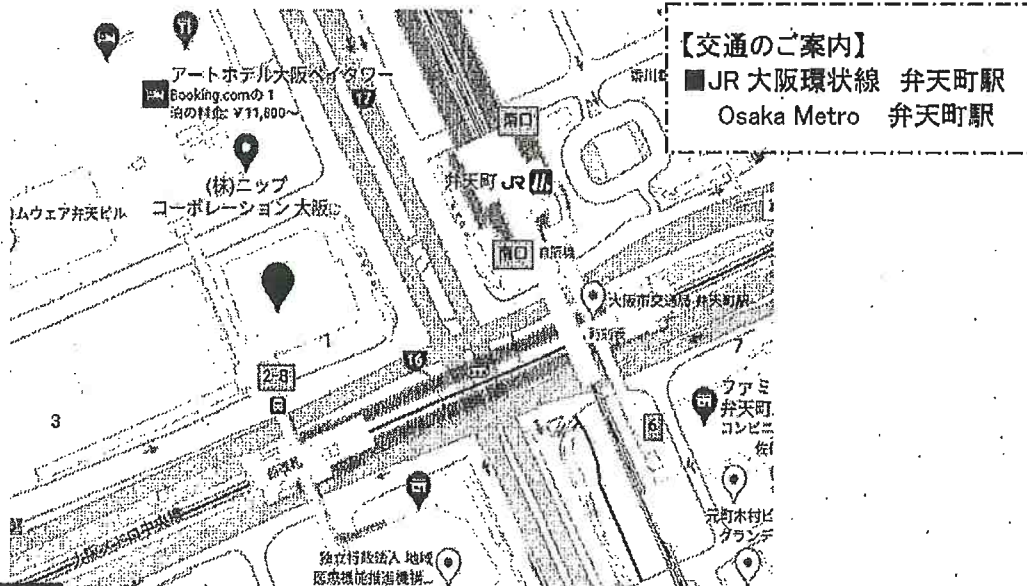 【交通のご案内】
■JR 大阪環状線 弁天町駅
Osaka Metro 弁天町駅
アートホテル大阪ベイタワー
Booking.comの 1
泊の料金: ¥11,800~
17
南口
弁天町 JR
(株)ニップ
コーポレーション 大阪
ムウェア弁天ビル
南口
大阪市交通局 弁天町駅
1
16
7
2-8
3
ファミ
弁天町
コンビニ
6
元町木村ビ
グランデ
独立行政法人 地域
医療機能推進機構...